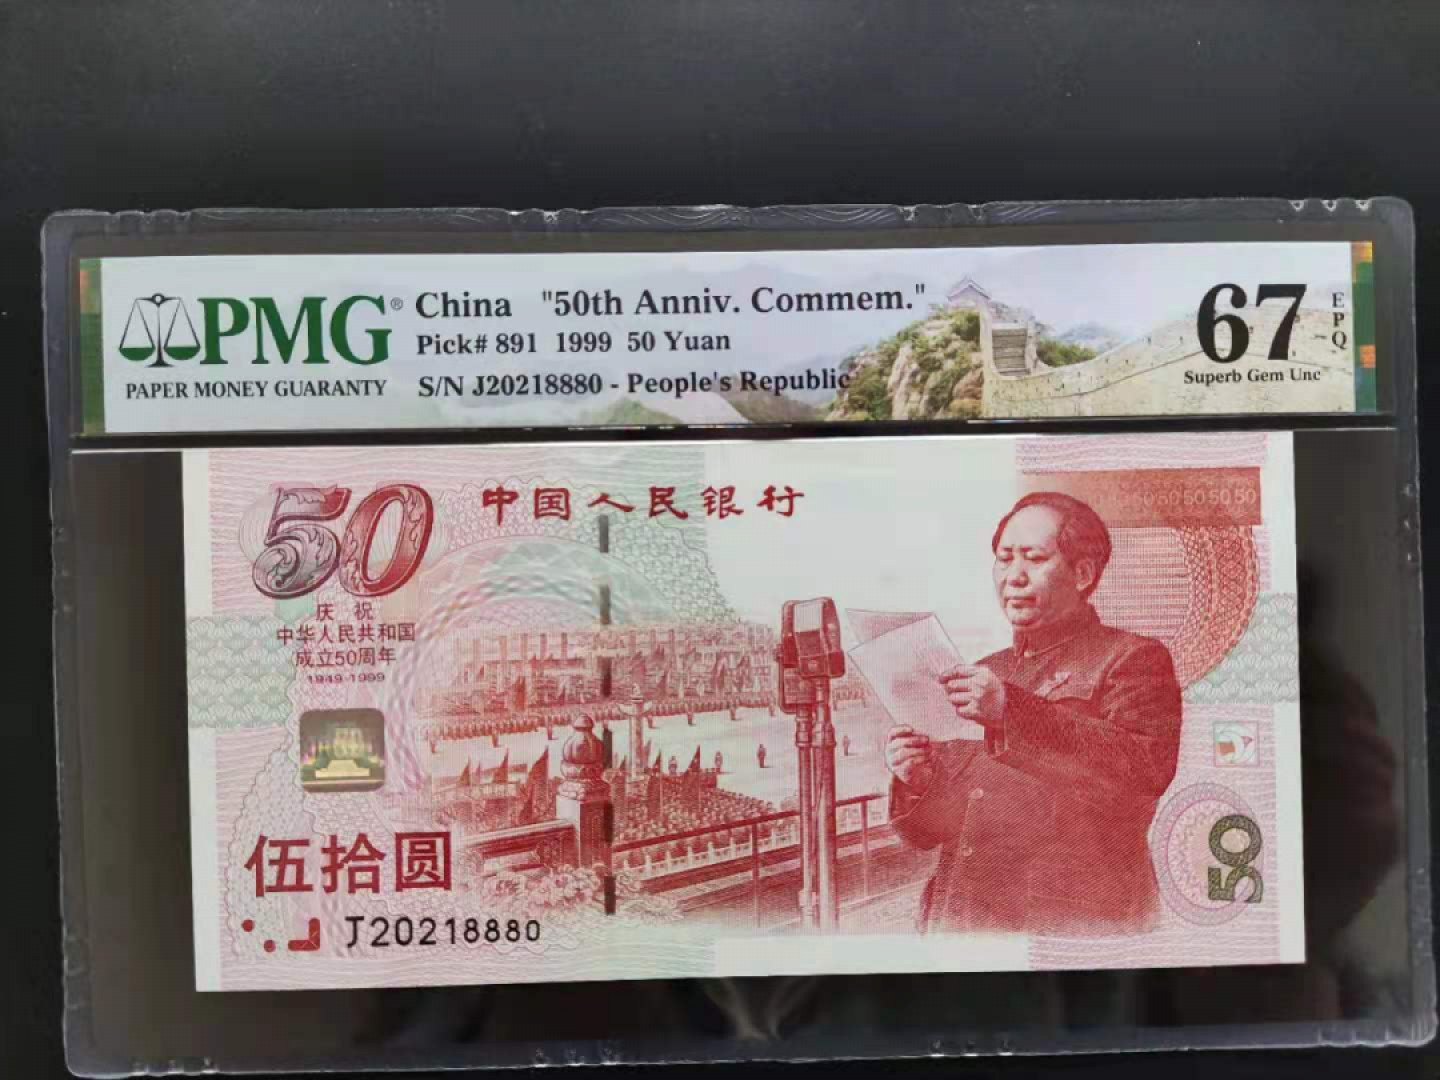 PMG®
PAPER MONEY GUARANTY
China "50th Anniv. Commem."
Pick# 891 1999 50 Yuan
S/N J20218880 - People's Republic
67
EPQ
Superb Gem Unc
50
中国人民银行
庆祝
中华人民共和国
成立50周年
1949-1999
伍拾圆
J20218880
50